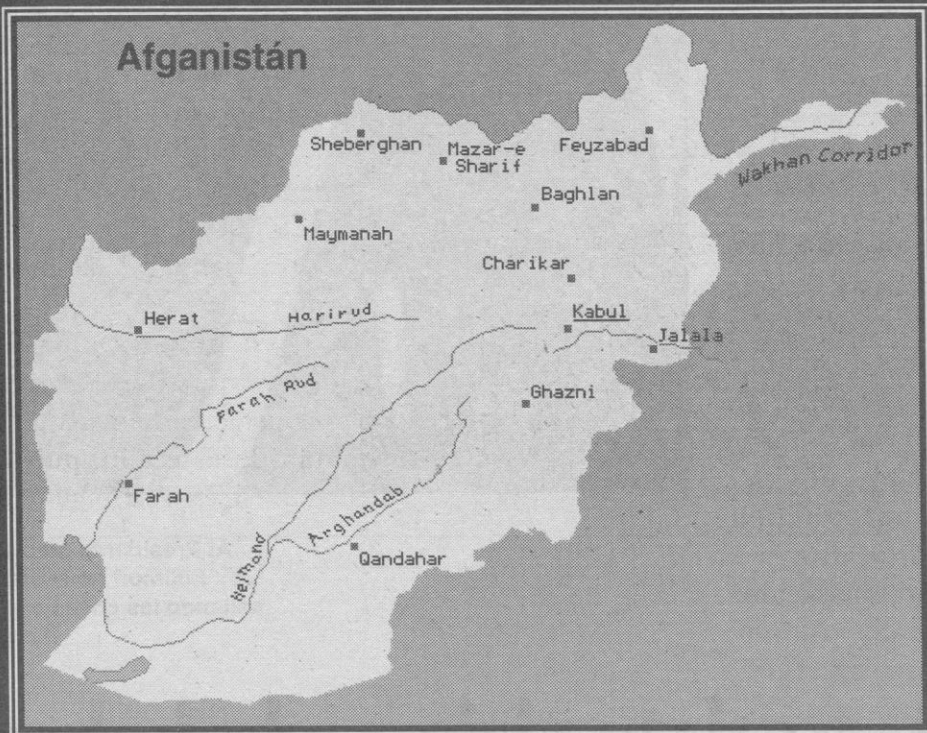 Afganistán
Sheberghan
Mazar-e
Sharif
Feyzabad
Wakhan Corridor
Baghlan
Maymanah
Charikar
Herat
Harirud
Kabul
Jalala
Farah Rud
Ghazni
Farah
Arghandab
Helmand
Qandahar